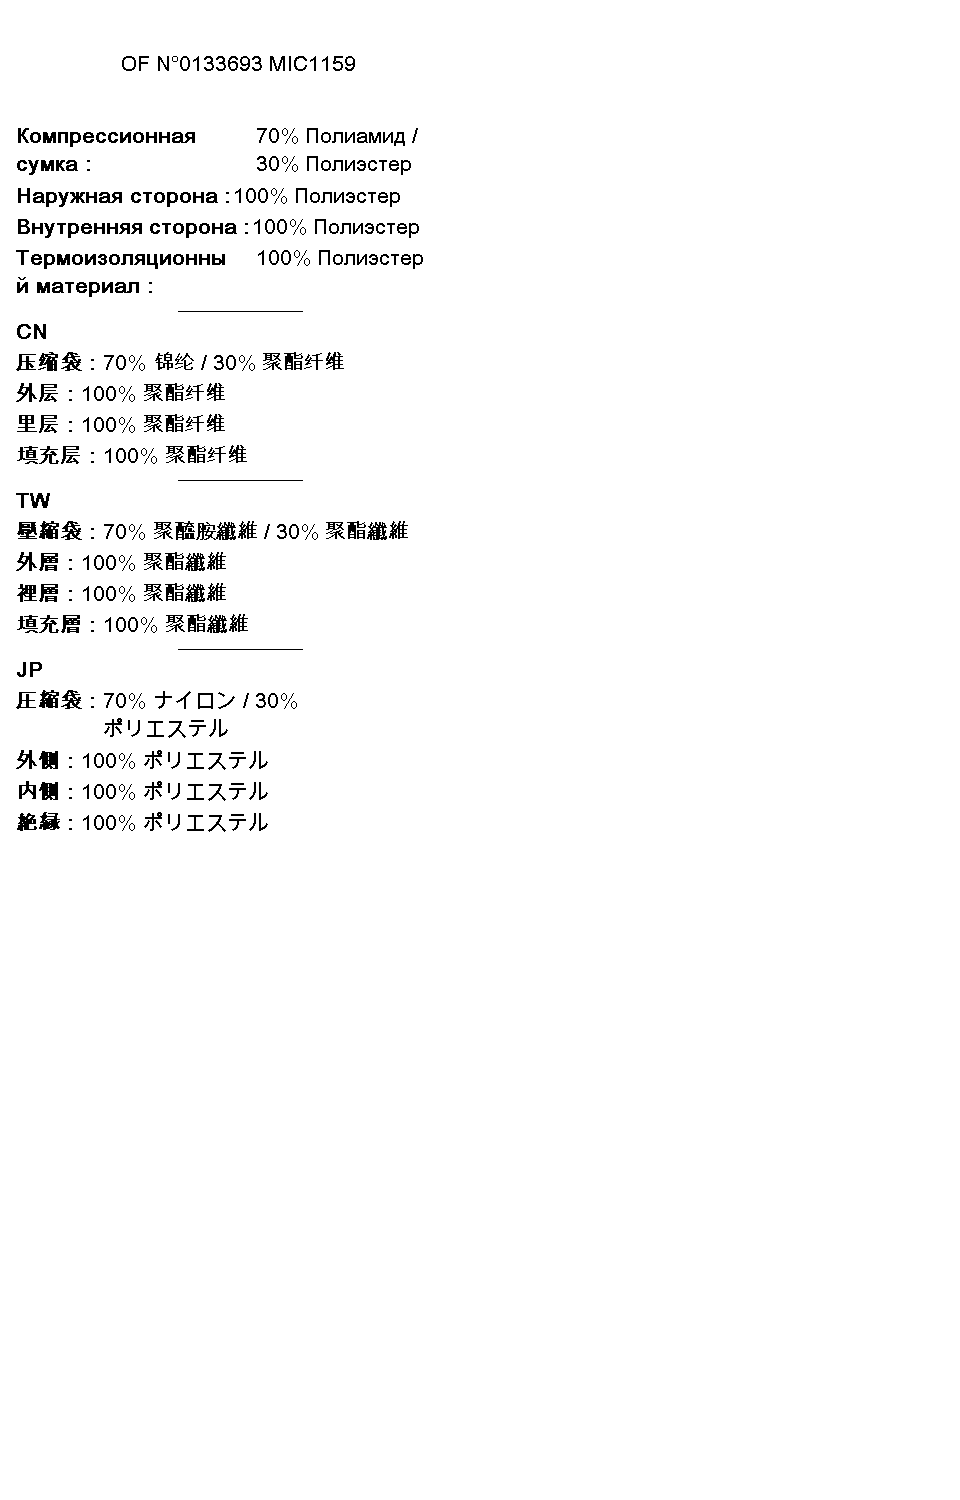 OF N°0133693 MIC1159
Компрессионная 70% Полиамид /
сумка : 30% Полиэстер
Наружная сторона : 100% Полиэстер
Внутренняя сторона : 100% Полиэстер
Термоизоляционны 100% Полиэстер
й материал :
CN
压缩袋 : 70% 锦纶 / 30% 聚酯纤维
外层 : 100% 聚酯纤维
里层 : 100% 聚酯纤维
填充层 : 100% 聚酯纤维
TW
壓縮袋 : 70% 聚醯胺纖維 / 30% 聚酯纖維
外層 : 100% 聚酯纖維
裡層 : 100% 聚酯纖維
填充層 : 100% 聚酯纖維
JP
圧縮袋 : 70% ナイロン / 30%
ポリエステル
外側 : 100% ポリエステル
内側 : 100% ポリエステル
絶縁 : 100% ポリエステル